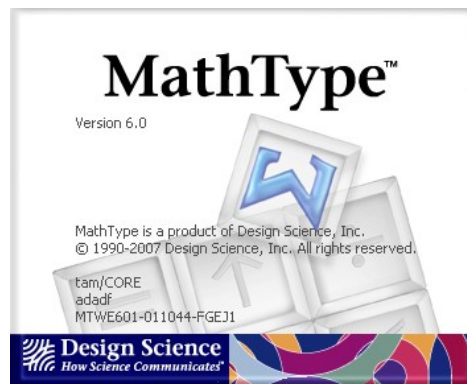 MathType™
Version 6.0
MathType is a product of Design Science, Inc.
© 1990-2007 Design Science, Inc. All rights reserved.
tam/CORE
adadf
MTWE601-011044-FGEJ1
Design Science
How Science Communicates™